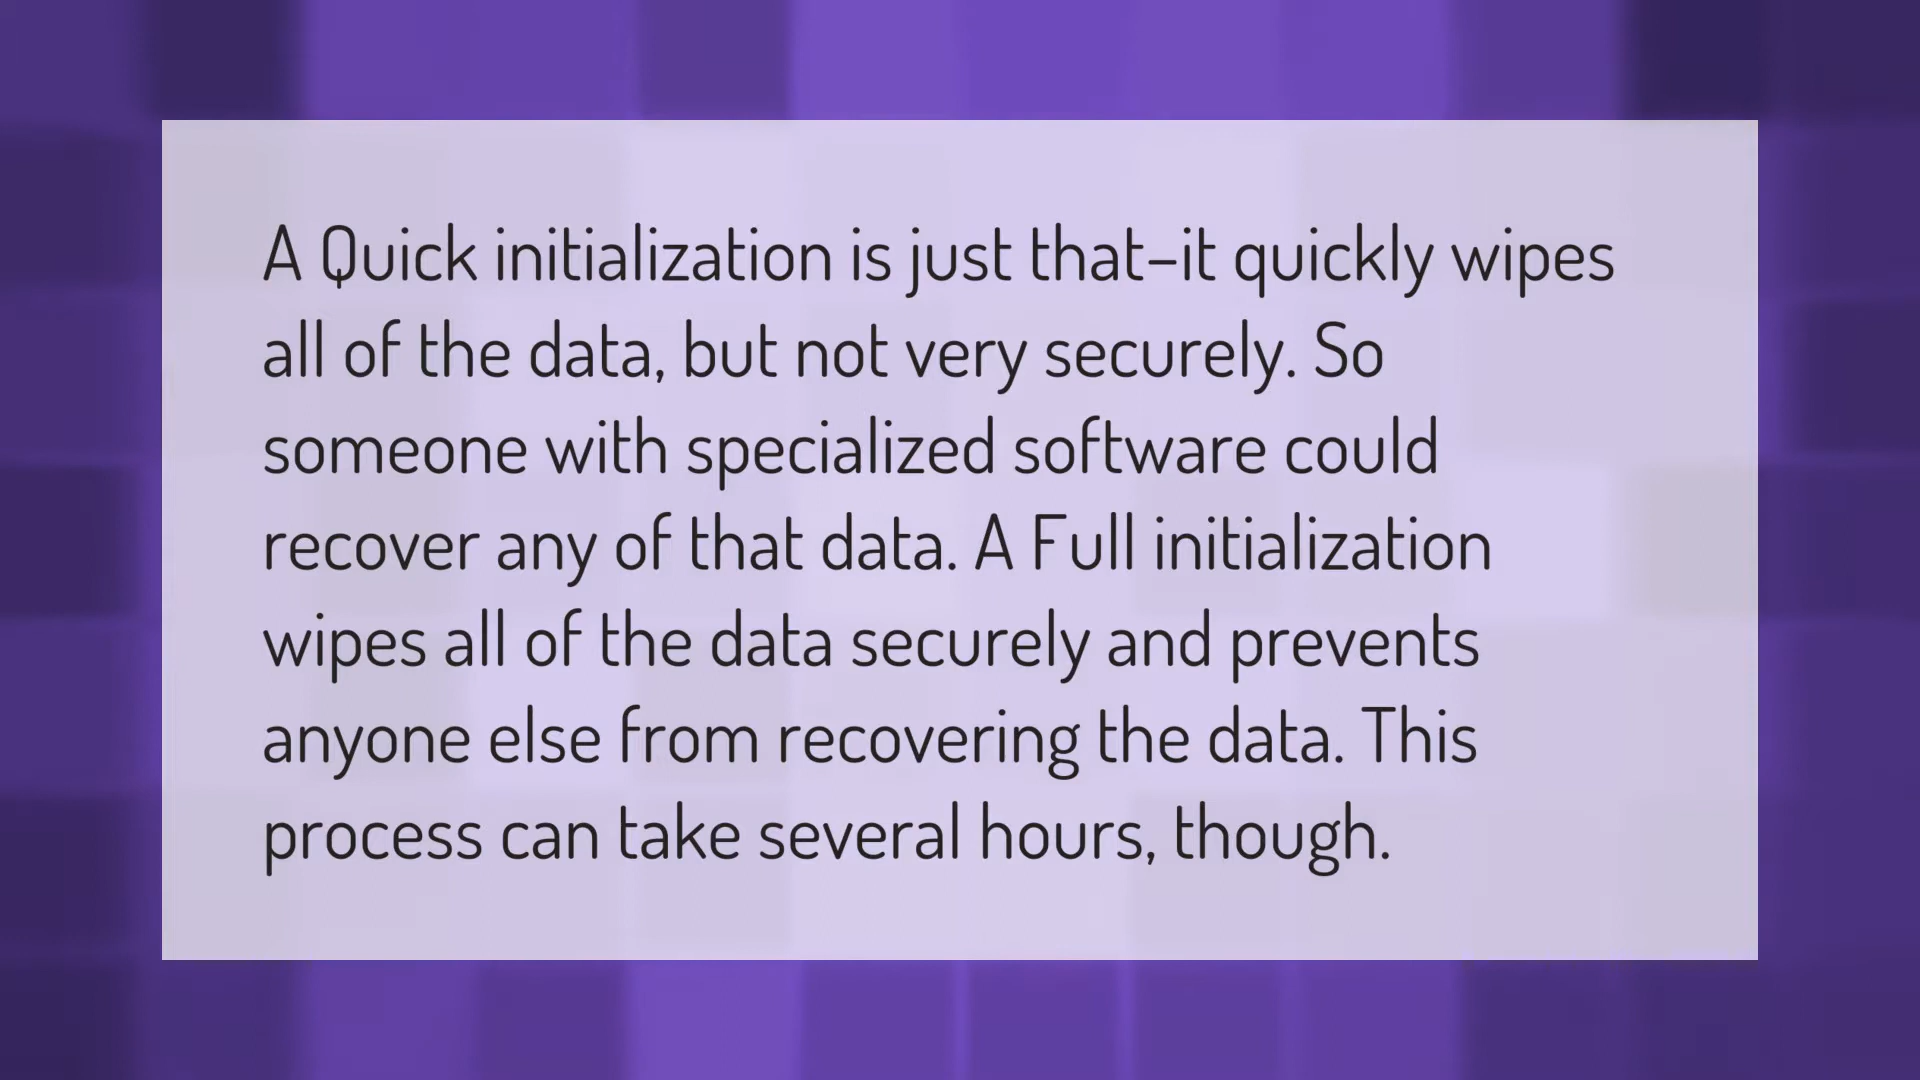 A Quick initialization is just that–it quickly wipes
all of the data, but not very securely. So
someone with specialized software could
recover any of that data. A Full initialization
wipes all of the data securely and prevents
anyone else from recovering the data. This
process can take several hours, though.